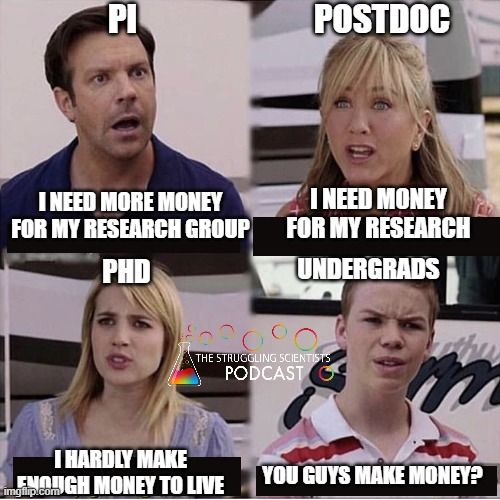 PI
POSTDOC
I NEED MORE MONEY
FOR MY RESEARCH GROUP
I NEED MONEY
FOR MY RESEARCH
PHD
UNDERGRADS
THE STRUGGLING SCIENTISTS
PODCAST
I HARDLY MAKE
ENOUGH MONEY TO LIVE
YOU GUYS MAKE MONEY?
imgflip.com